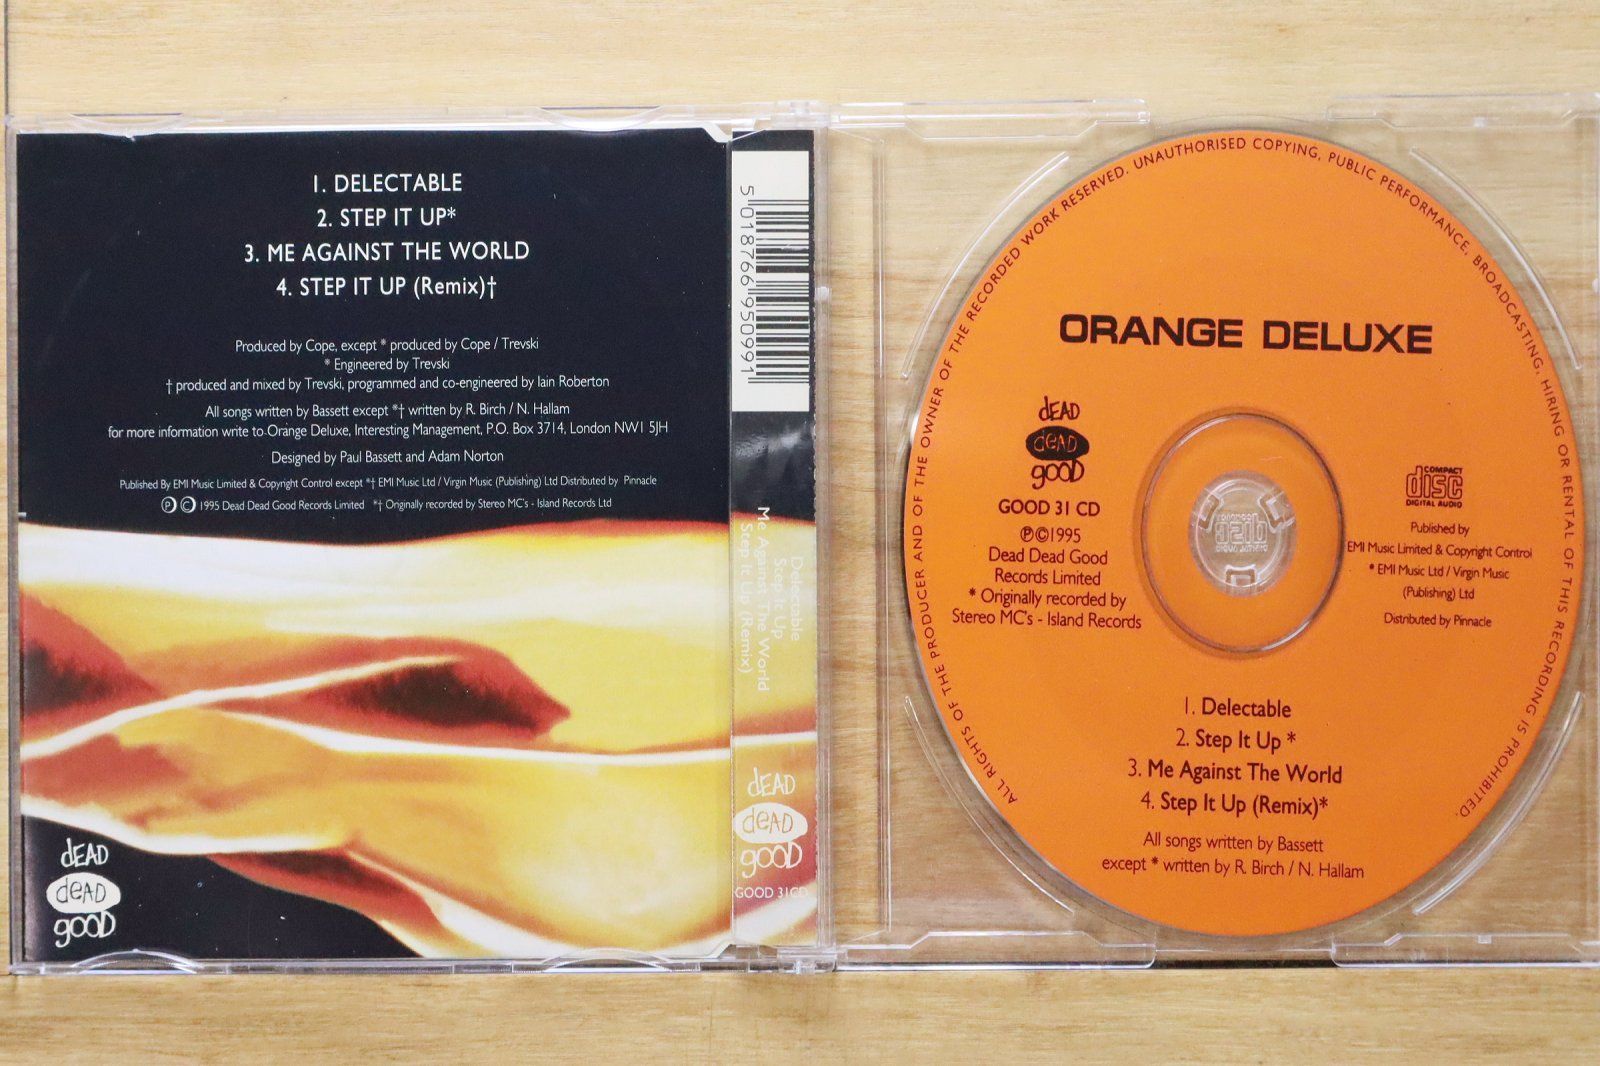 1. DELECTABLE
2. STEP IT UP*
3. ME AGAINST THE WORLD
4. STEP IT UP (Remix)†
Produced by Cope, except * produced by Cope / Trevski
* Engineered by Trevski
† produced and mixed by Trevski, programmed and co-engineered by Iain Roberton
All songs written by Bassett except *† written by R. Birch / N. Hallam
for more information write to Orange Deluxe, Interesting Management, P.O. Box 3714, London NW1 5JH
Designed by Paul Bassett and Adam Norton
Published By EMI Music Limited & Copyright Control except *† EMI Music Ltd / Virgin Music (Publishing) Ltd Distributed by Pinnacle
Ⓟ © 1995 Dead Dead Good Records Limited *† Originally recorded by Stereo MC's - Island Records Ltd
dEAD
deAD
gooD
5 018766 950991
Delectable
Step It Up
Me Against The World
Step It Up (Remix)
dEAD
deAD
gooD
GOOD 31CD
ALL RIGHTS OF THE PRODUCER AND OF THE OWNER OF THE RECORDED WORK RESERVED. UNAUTHORISED COPYING, PUBLIC PERFORMANCE, BROADCASTING, HIRING OR RENTAL OF THIS RECORDING IS PROHIBITED.
ORANGE DELUXE
dEAD
deAD
gooD
GOOD 31 CD
Ⓟ©1995
Dead Dead Good
Records Limited
* Originally recorded by
Stereo MC's - Island Records
COMPACT
disc
DIGITAL AUDIO
Published by
EMI Music Limited & Copyright Control
* EMI Music Ltd / Virgin Music
(Publishing) Ltd
Distributed by Pinnacle
1. Delectable
2. Step It Up *
3. Me Against The World
4. Step It Up (Remix)*
All songs written by Bassett
except * written by R. Birch / N. Hallam